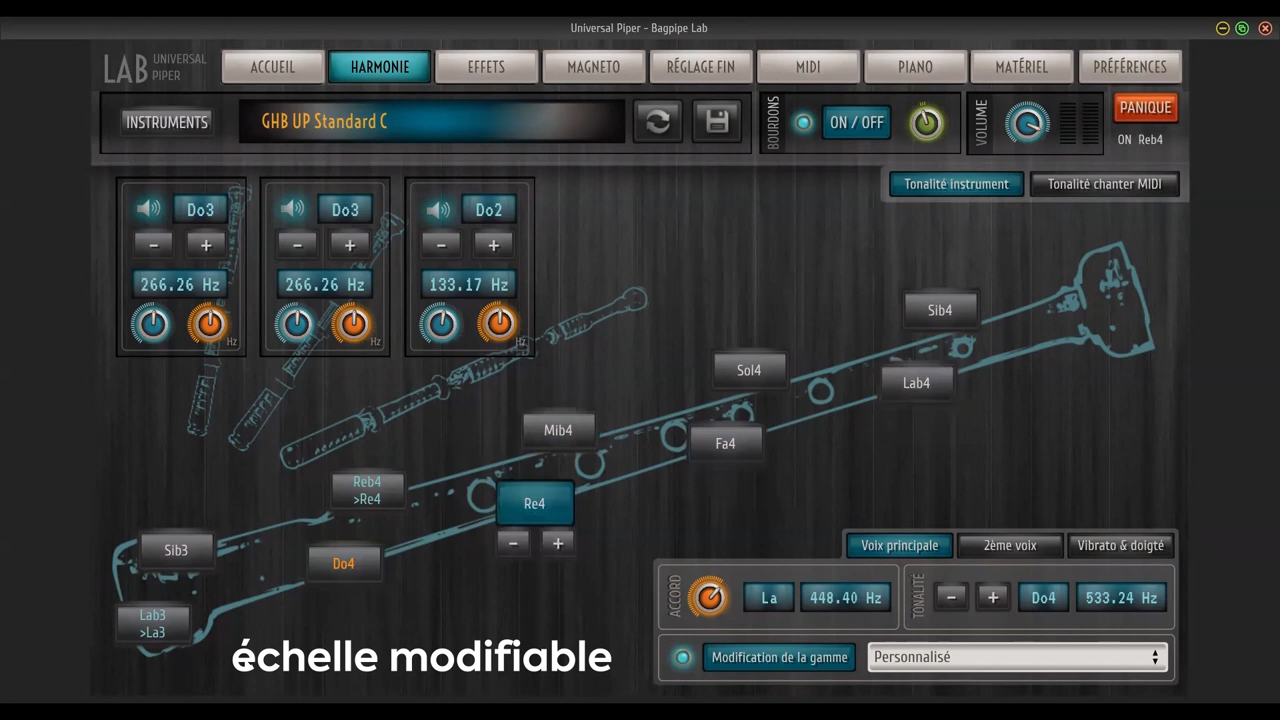 Universal Piper - Bagpipe Lab
LAB UNIVERSAL PIPER
ACCUEIL
HARMONIE
EFFETS
MAGNETO
RÉGLAGE FIN
MIDI
PIANO
MATÉRIEL
PRÉFÉRENCES
INSTRUMENTS
GHB UP Standard C
BOURDONS
ON / OFF
VOLUME
PANIQUE
ON Reb4
Tonalité instrument
Tonalité chanter MIDI
Do3
Do3
Do2
- +
- +
- +
266.26 Hz
266.26 Hz
133.17 Hz
Hz
Hz
Hz
Sib4
Sol4
Lab4
Mib4
Fa4
Reb4
>Re4
Re4
- +
Sib3
Do4
Lab3
>La3
Voix principale
2ème voix
Vibrato & doigté
ACCORD
La
448.40 Hz
TONALITÉ
- +
Do4
533.24 Hz
Modification de la gamme
Personnalisé
échelle modifiable